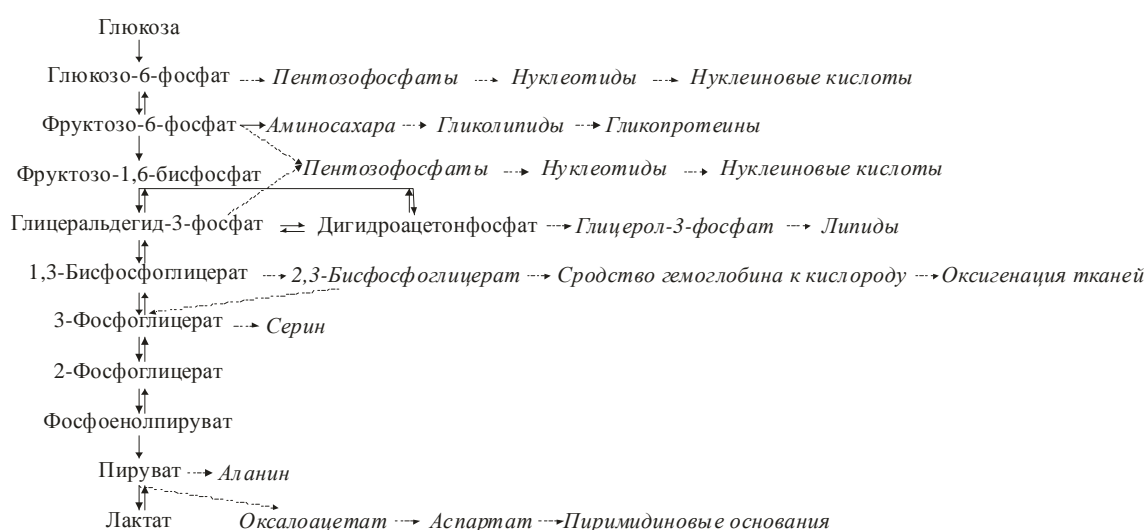 Глюкоза
Глюкозо-6-фосфат Пентозофосфаты Нуклеотиды Нуклеиновые кислоты
Фруктозо-6-фосфат Аминосахара Гликолипиды Гликопротеины
Фруктозо-1,6-бисфосфат Пентозофосфаты Нуклеотиды Нуклеиновые кислоты
Глицеральдегид-3-фосфат Дигидроацетонфосфат Глицерол-3-фосфат Липиды
1,3-Бисфосфоглицерат 2,3-Бисфосфоглицерат Сродство гемоглобина к кислороду Оксигенация тканей
3-Фосфоглицерат Серин
2-Фосфоглицерат
Фосфоенолпируват
Пируват Аланин
Лактат Оксалоацетат Аспартат Пиримидиновые основания